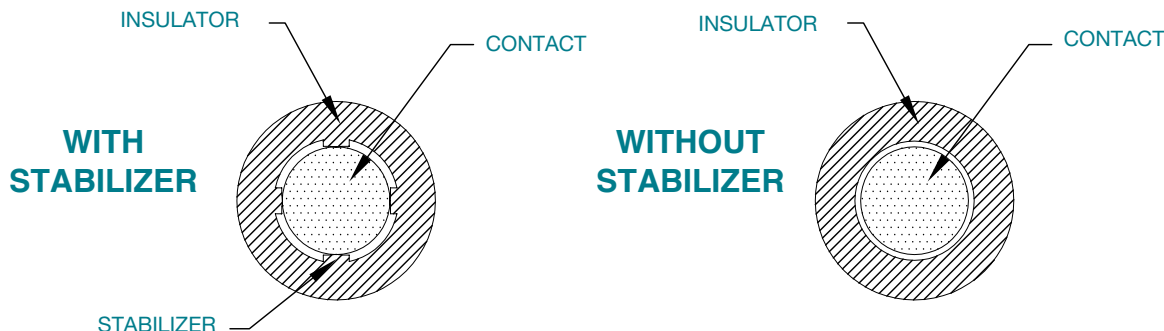 INSULATOR
CONTACT
WITH
STABILIZER
STABILIZER
INSULATOR
CONTACT
WITHOUT
STABILIZER